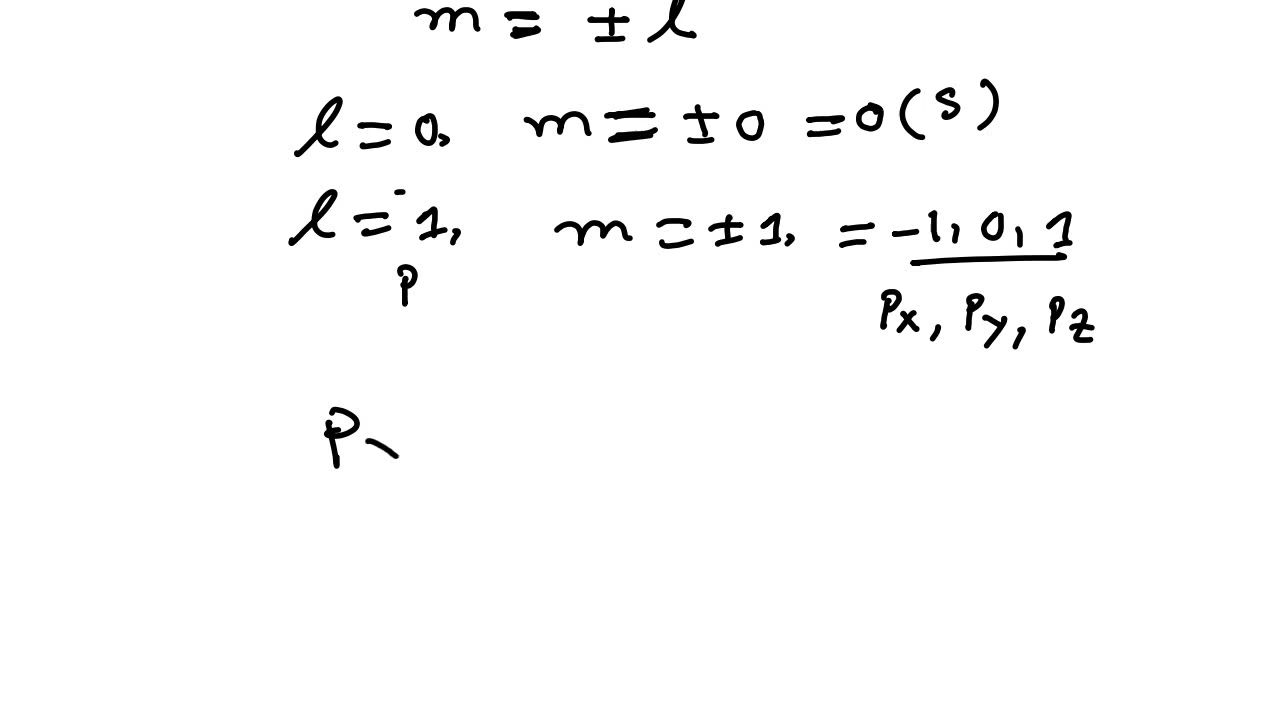 m = ± l
l = 0, m = ± 0 = 0 (s)
l = 1, m = ± 1, = -1, 0, 1
p Px, Py, Pz
P